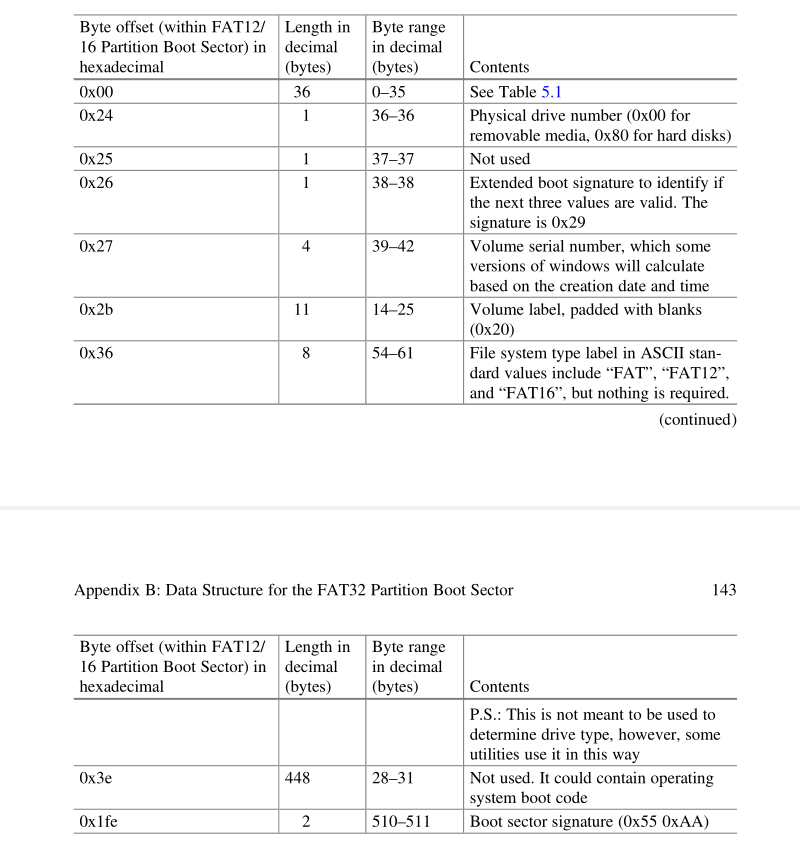 Byte offset (within FAT12/ Length in Byte range
16 Partition Boot Sector) in decimal in decimal
hexadecimal (bytes) (bytes) Contents
0x00 36 0–35 See Table 5.1
0x24 1 36–36 Physical drive number (0x00 for
removable media, 0x80 for hard disks)
0x25 1 37–37 Not used
0x26 1 38–38 Extended boot signature to identify if
the next three values are valid. The
signature is 0x29
0x27 4 39–42 Volume serial number, which some
versions of windows will calculate
based on the creation date and time
0x2b 11 14–25 Volume label, padded with blanks
(0x20)
0x36 8 54–61 File system type label in ASCII stan-
dard values include “FAT”, “FAT12”,
and “FAT16”, but nothing is required.
(continued)
Appendix B: Data Structure for the FAT32 Partition Boot Sector 143
Byte offset (within FAT12/ Length in Byte range
16 Partition Boot Sector) in decimal in decimal
hexadecimal (bytes) (bytes) Contents
P.S.: This is not meant to be used to
determine drive type, however, some
utilities use it in this way
0x3e 448 28–31 Not used. It could contain operating
system boot code
0x1fe 2 510–511 Boot sector signature (0x55 0xAA)